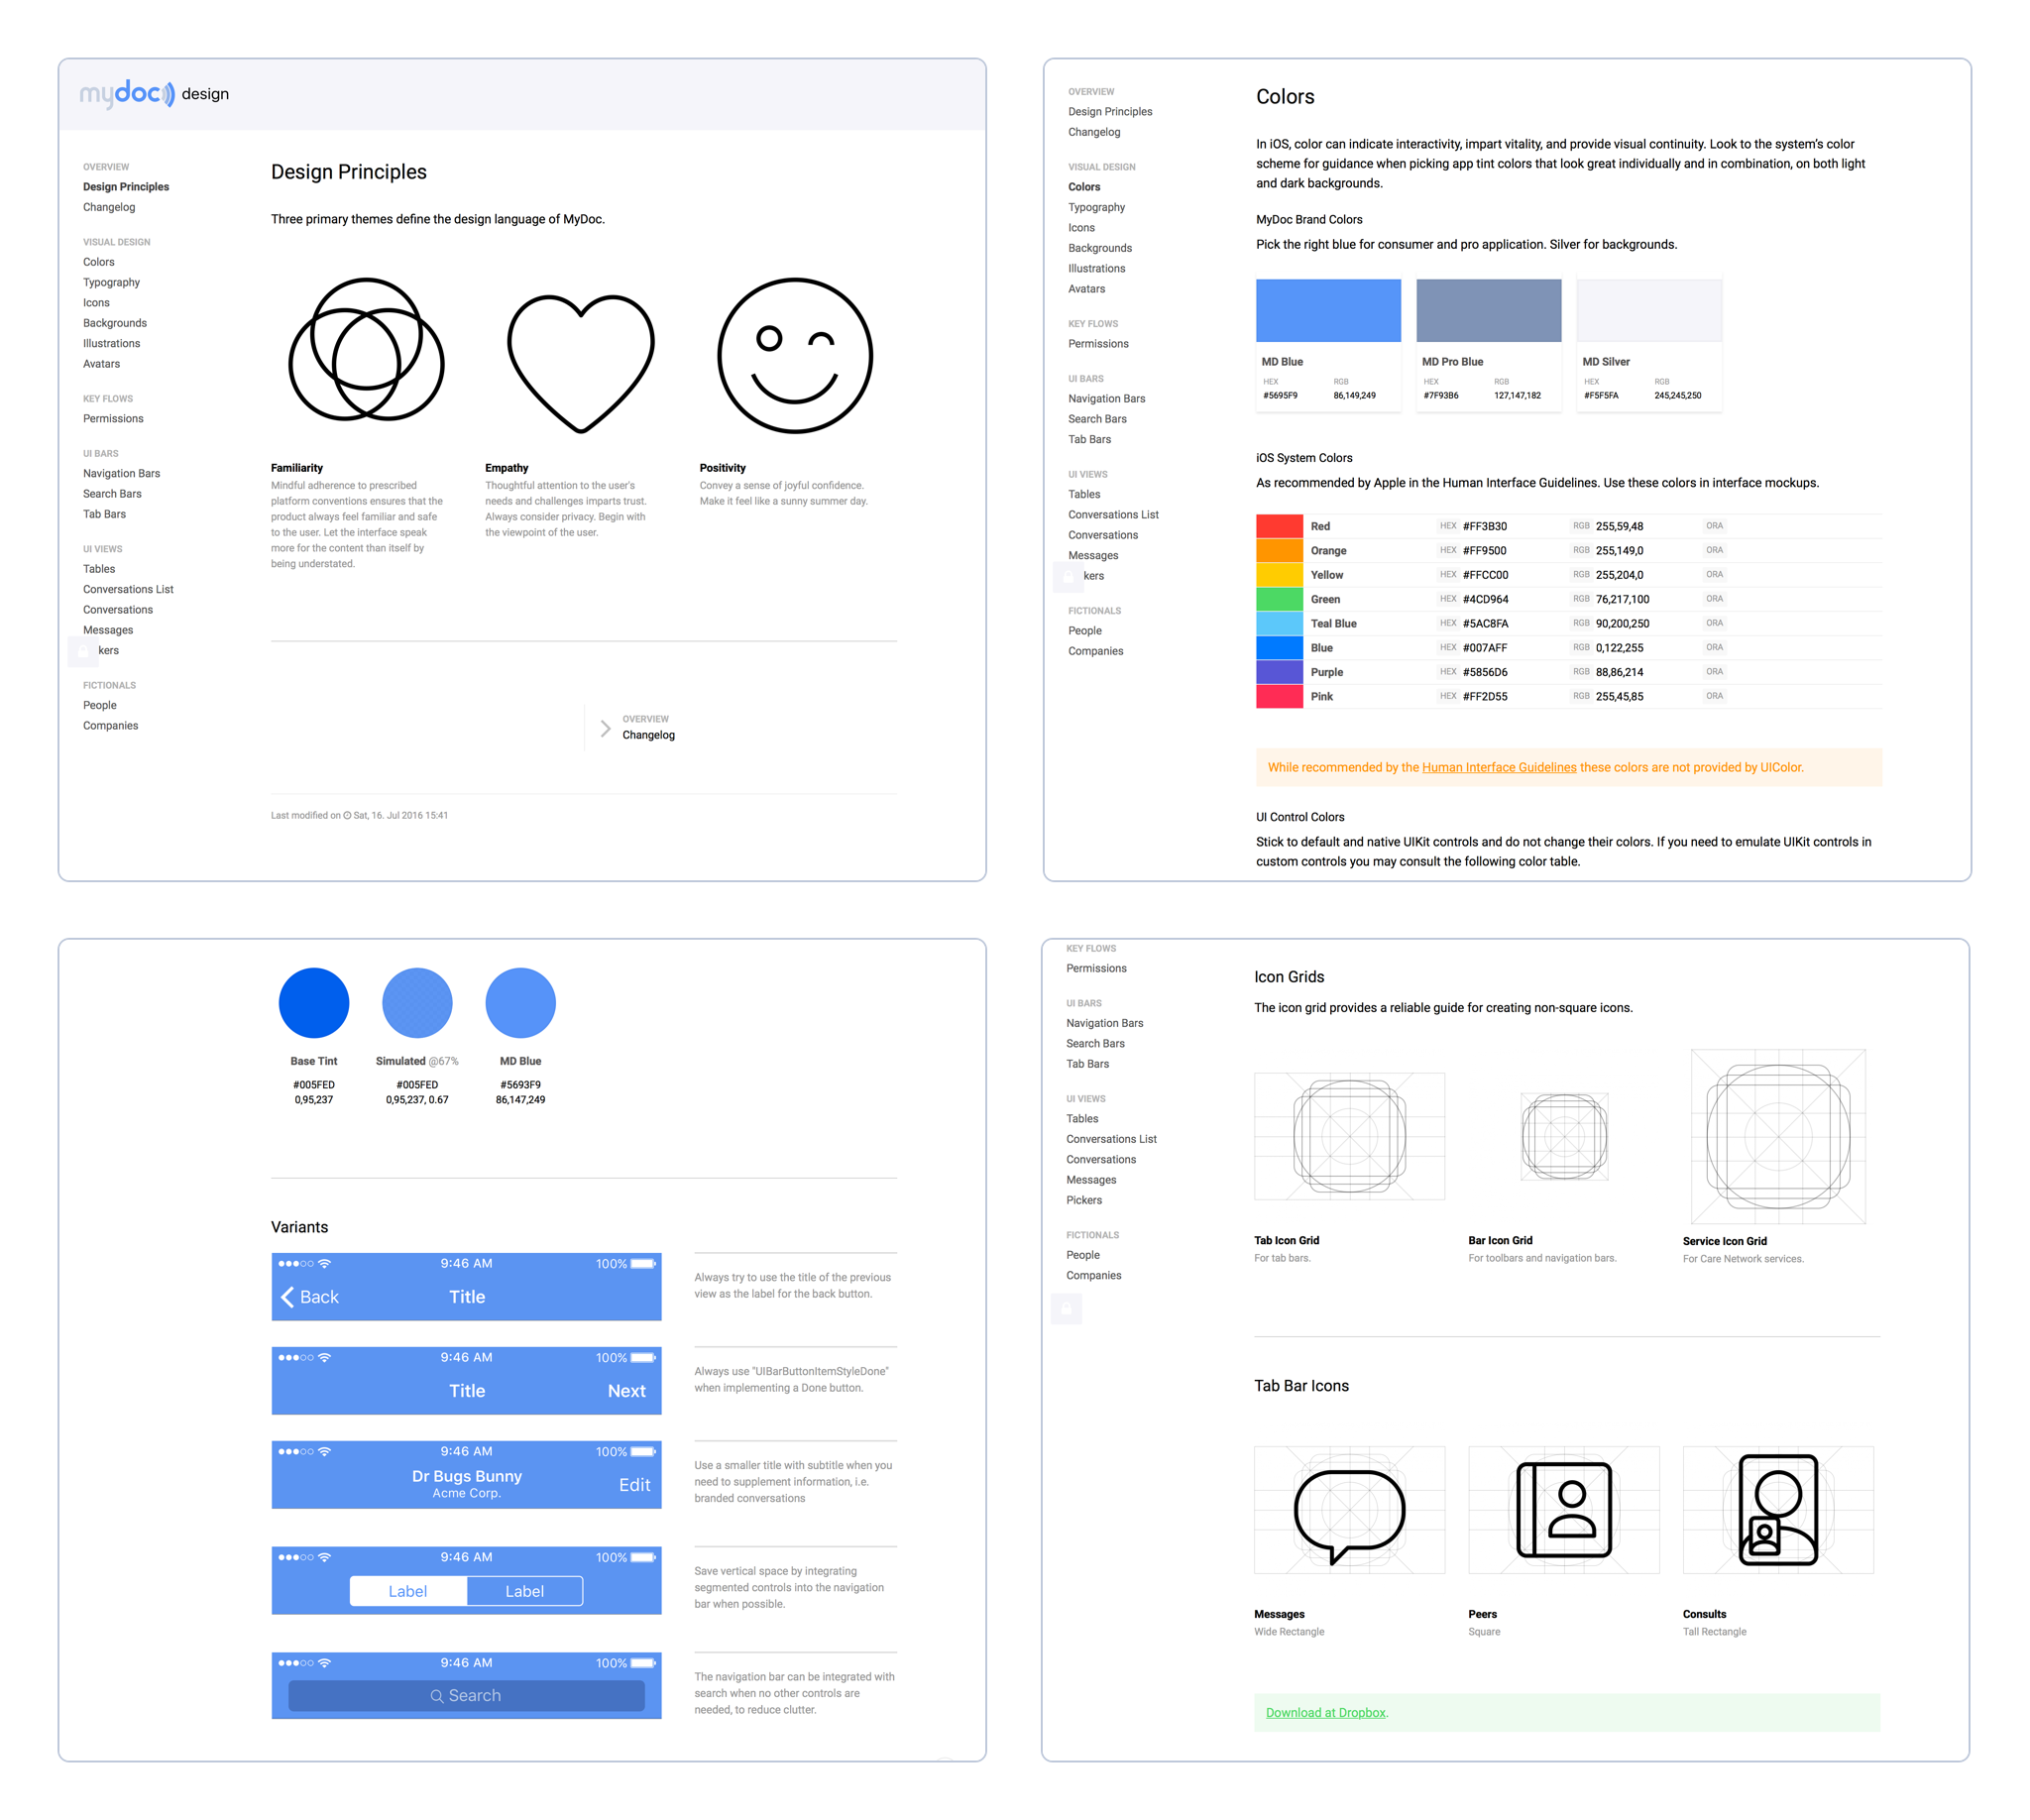 mydoc design
OVERVIEW
Design Principles
Changelog
VISUAL DESIGN
Colors
Typography
Icons
Backgrounds
Illustrations
Avatars
KEY FLOWS
Permissions
UI BARS
Navigation Bars
Search Bars
Tab Bars
UI VIEWS
Tables
Conversations List
Conversations
Messages
kers
FICTIONALS
People
Companies
Design Principles
Three primary themes define the design language of MyDoc.
Familiarity
Mindful adherence to prescribed
platform conventions ensures that the
product always feel familiar and safe
to the user. Let the interface speak
more for the content than itself by
being understated.
Empathy
Thoughtful attention to the user's
needs and challenges imparts trust.
Always consider privacy. Begin with
the viewpoint of the user.
Positivity
Convey a sense of joyful confidence.
Make it feel like a sunny summer day.
OVERVIEW
Changelog
Last modified on Sat, 16. Jul 2016 15:41
OVERVIEW
Design Principles
Changelog
VISUAL DESIGN
Colors
Typography
Icons
Backgrounds
Illustrations
Avatars
KEY FLOWS
Permissions
UI BARS
Navigation Bars
Search Bars
Tab Bars
UI VIEWS
Tables
Conversations List
Conversations
Messages
kers
FICTIONALS
People
Companies
Colors
In iOS, color can indicate interactivity, impart vitality, and provide visual continuity. Look to the system's color
scheme for guidance when picking app tint colors that look great individually and in combination, on both light
and dark backgrounds.
MyDoc Brand Colors
Pick the right blue for consumer and pro application. Silver for backgrounds.
MD Blue
HEX RGB
#5695F9 86,149,249
MD Pro Blue
HEX RGB
#7F93B6 127,147,182
MD Silver
HEX RGB
#F5F5FA 245,245,250
iOS System Colors
As recommended by Apple in the Human Interface Guidelines. Use these colors in interface mockups.
Red HEX #FF3B30 RGB 255,59,48 ORA
Orange HEX #FF9500 RGB 255,149,0 ORA
Yellow HEX #FFCC00 RGB 255,204,0 ORA
Green HEX #4CD964 RGB 76,217,100 ORA
Teal Blue HEX #5AC8FA RGB 90,200,250 ORA
Blue HEX #007AFF RGB 0,122,255 ORA
Purple HEX #5856D6 RGB 88,86,214 ORA
Pink HEX #FF2D55 RGB 255,45,85 ORA
While recommended by the Human Interface Guidelines these colors are not provided by UIColor.
UI Control Colors
Stick to default and native UIKit controls and do not change their colors. If you need to emulate UIKit controls in
custom controls you may consult the following color table.
Base Tint
#005FED
0,95,237
Simulated @67%
#005FED
0,95,237, 0.67
MD Blue
#5693F9
86,147,249
Variants
9:46 AM 100%
Back Title
Always try to use the title of the previous
view as the label for the back button.
9:46 AM 100%
Title Next
Always use "UIBarButtonItemStyleDone"
when implementing a Done button.
9:46 AM 100%
Dr Bugs Bunny
Acme Corp.
Edit
Use a smaller title with subtitle when you
need to supplement information, i.e.
branded conversations
9:46 AM 100%
Label Label
Save vertical space by integrating
segmented controls into the navigation
bar when possible.
9:46 AM 100%
Search
The navigation bar can be integrated with
search when no other controls are
needed, to reduce clutter.
KEY FLOWS
Permissions
UI BARS
Navigation Bars
Search Bars
Tab Bars
UI VIEWS
Tables
Conversations List
Conversations
Messages
Pickers
FICTIONALS
People
Companies
Icon Grids
The icon grid provides a reliable guide for creating non-square icons.
Tab Icon Grid
For tab bars.
Bar Icon Grid
For toolbars and navigation bars.
Service Icon Grid
For Care Network services.
Tab Bar Icons
Messages
Wide Rectangle
Peers
Square
Consults
Tall Rectangle
Download at Dropbox.